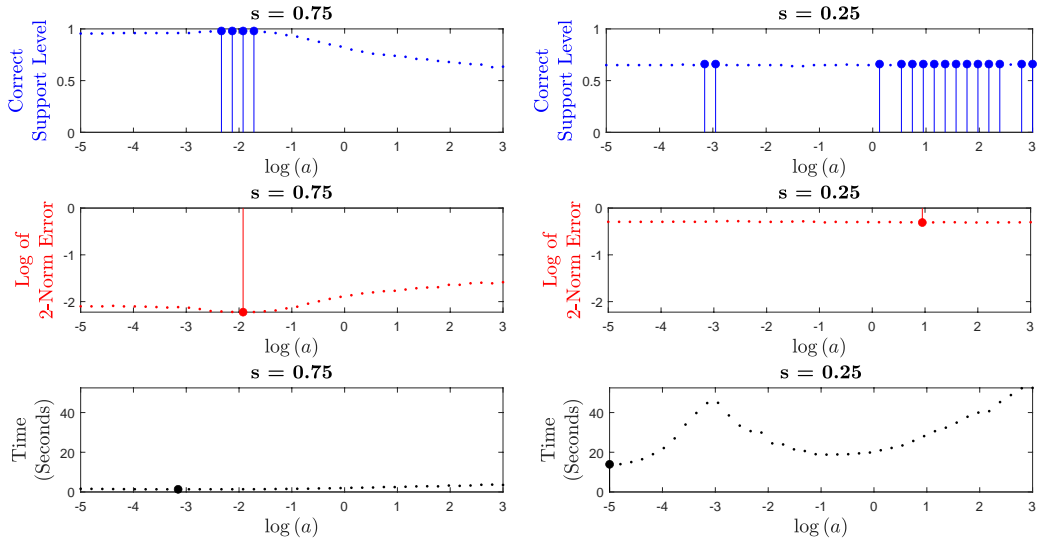 s = 0.75
Correct
Support Level
1
0.5
0
-5 -4 -3 -2 -1 0 1 2 3
log (a)
s = 0.25
Correct
Support Level
1
0.5
0
-5 -4 -3 -2 -1 0 1 2 3
log (a)
s = 0.75
Log of
2-Norm Error
0
-1
-2
-5 -4 -3 -2 -1 0 1 2 3
log (a)
s = 0.25
Log of
2-Norm Error
0
-1
-2
-5 -4 -3 -2 -1 0 1 2 3
log (a)
s = 0.75
Time
(Seconds)
40
20
0
-5 -4 -3 -2 -1 0 1 2 3
log (a)
s = 0.25
Time
(Seconds)
40
20
0
-5 -4 -3 -2 -1 0 1 2 3
log (a)